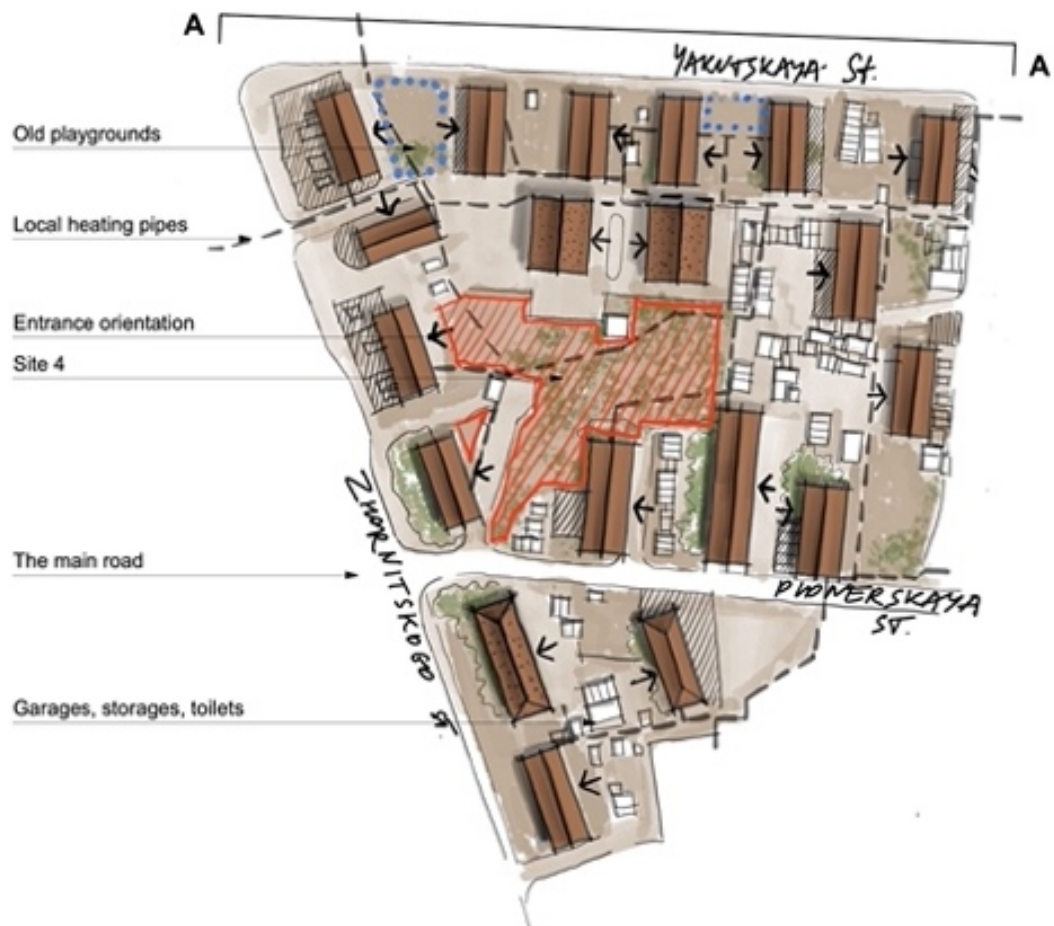 A
A
YAKUTSKAYA St.
Old playgrounds
Local heating pipes
Entrance orientation
Site 4
ZHORNITSKOGO ST.
The main road
PIONERSKAYA
ST.
Garages, storages, toilets